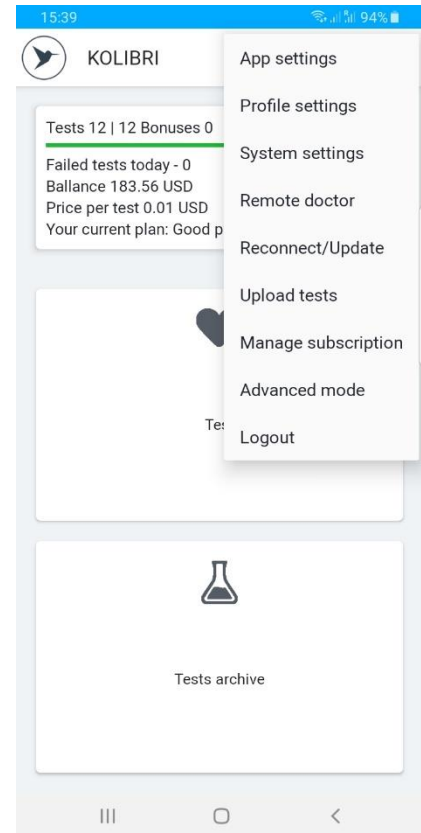 15:39
94%
KOLIBRI
App settings
Profile settings
System settings
Remote doctor
Reconnect/Update
Upload tests
Manage subscription
Advanced mode
Logout
Tests 12 | 12 Bonuses 0
Failed tests today - 0
Ballance 183.56 USD
Price per test 0.01 USD
Your current plan: Good p
Tes
Tests archive